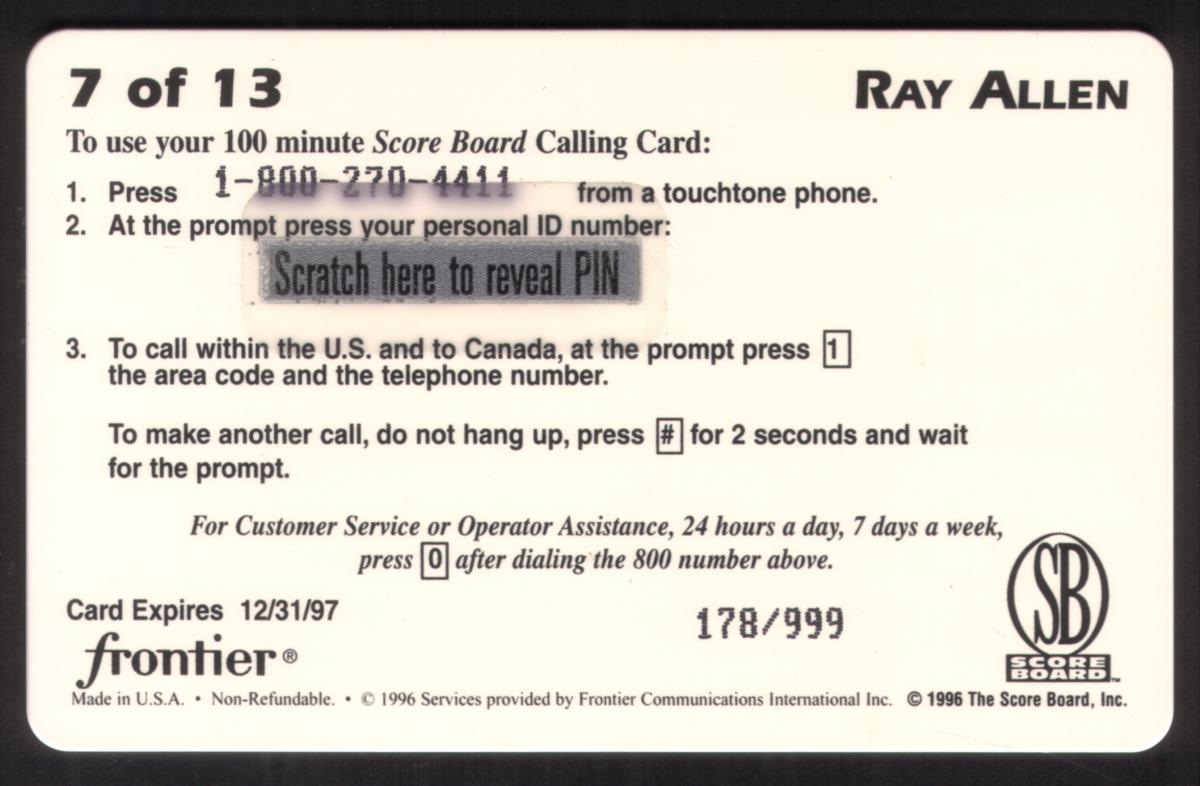 7 of 13
RAY ALLEN
To use your 100 minute Score Board Calling Card:
1. Press 1-800-270-4411 from a touchtone phone.
2. At the prompt press your personal ID number:
Scratch here to reveal PIN
3. To call within the U.S. and to Canada, at the prompt press 1
the area code and the telephone number.
To make another call, do not hang up, press # for 2 seconds and wait
for the prompt.
For Customer Service or Operator Assistance, 24 hours a day, 7 days a week,
press 0 after dialing the 800 number above.
Card Expires 12/31/97
178/999
frontier®
SB
SCORE
BOARD™
Made in U.S.A. • Non-Refundable. • © 1996 Services provided by Frontier Communications International Inc. © 1996 The Score Board, Inc.